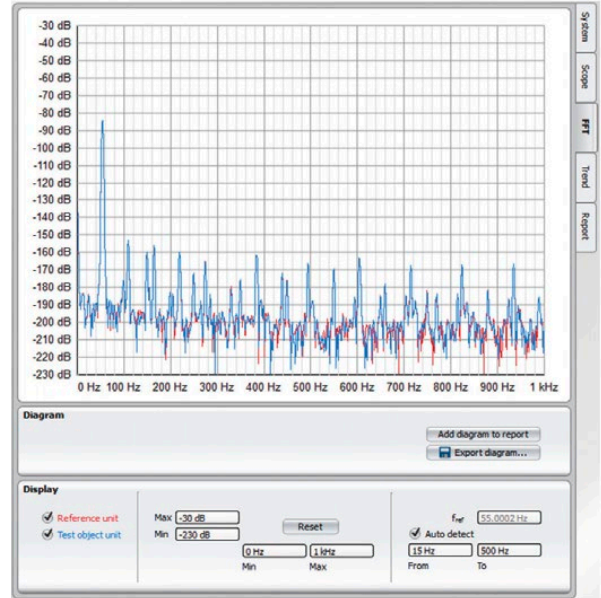 -30 dB
-40 dB
-50 dB
-60 dB
-70 dB
-80 dB
-90 dB
-100 dB
-110 dB
-120 dB
-130 dB
-140 dB
-150 dB
-160 dB
-170 dB
-180 dB
-190 dB
-200 dB
-210 dB
220 dB
-230 dB
0 Hz 100 Hz 200 Hz 300 Hz 400 Hz 500 Hz 600 Hz 700 Hz 800 Hz 900 Hz 1 kHz
System
Scope
FFT
Trend
Report
Diagram
Add diagram to report
Export diagram...
Display
Reference unit
Test object unit
Max -30 dB
Min -230 dB
Reset
0 Hz 1 kHz
Min Max
fref 55.0002 Hz
Auto detect
15 Hz 500 Hz
From To